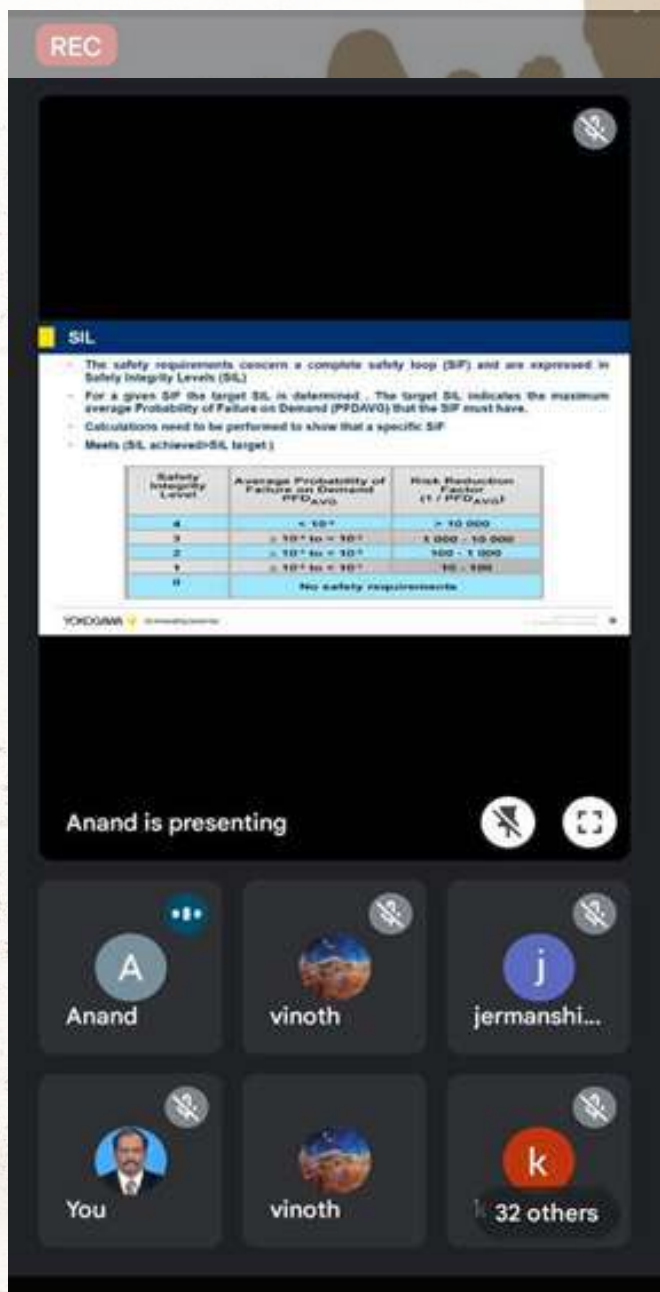 REC
SIL
- The safety requirements concern a complete safety loop (SIF) and are expressed in
Safety Integrity Levels (SIL)
- For a given SIF the target SIL is determined . The target SIL indicates the maximum
average Probability of Failure on Demand (PFDAVG) that the SIF must have.
- Calculations need to be performed to show that a specific SIF
- Meets (SIL achieved>SIL target )
Safety Integrity Level
Average Probability of Failure on Demand PFDAVG
Risk Reduction Factor (1 / PFDAVG)
4
> 10 000
3
1 000 - 10 000
2
100 - 1 000
1
10 - 100
0
No safety requirements
YOKOGAWA
Anand is presenting
A
Anand
vinoth
j
jermanshi...
You
vinoth
k
32 others